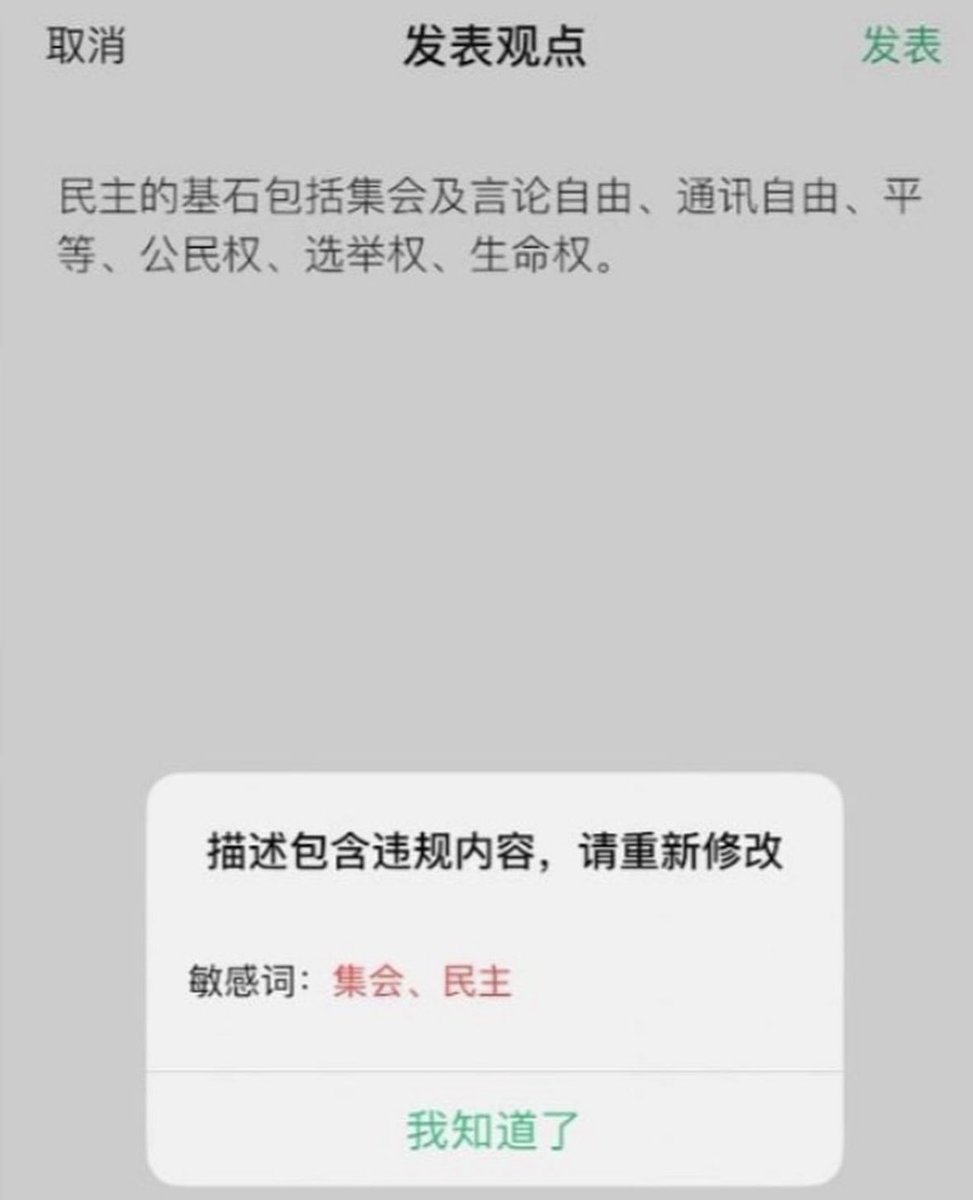 取消
发表观点
发表
民主的基石包括集会及言论自由、通讯自由、平
等、公民权、选举权、生命权。
描述包含违规内容，请重新修改
敏感词：集会、民主
我知道了